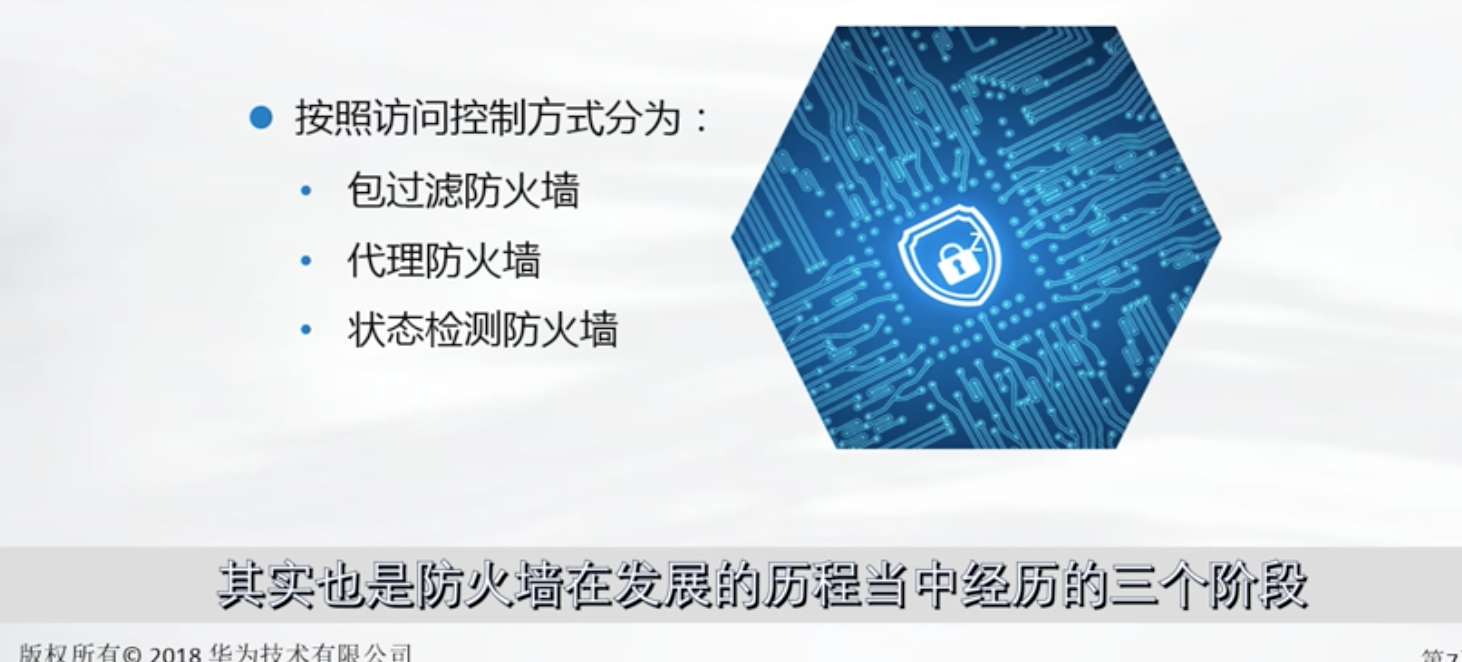 按照访问控制方式分为：
包过滤防火墙
代理防火墙
状态检测防火墙
其实也是防火墙在发展的历程当中经历的三个阶段
版权所有© 2018 华为技术有限公司
第7